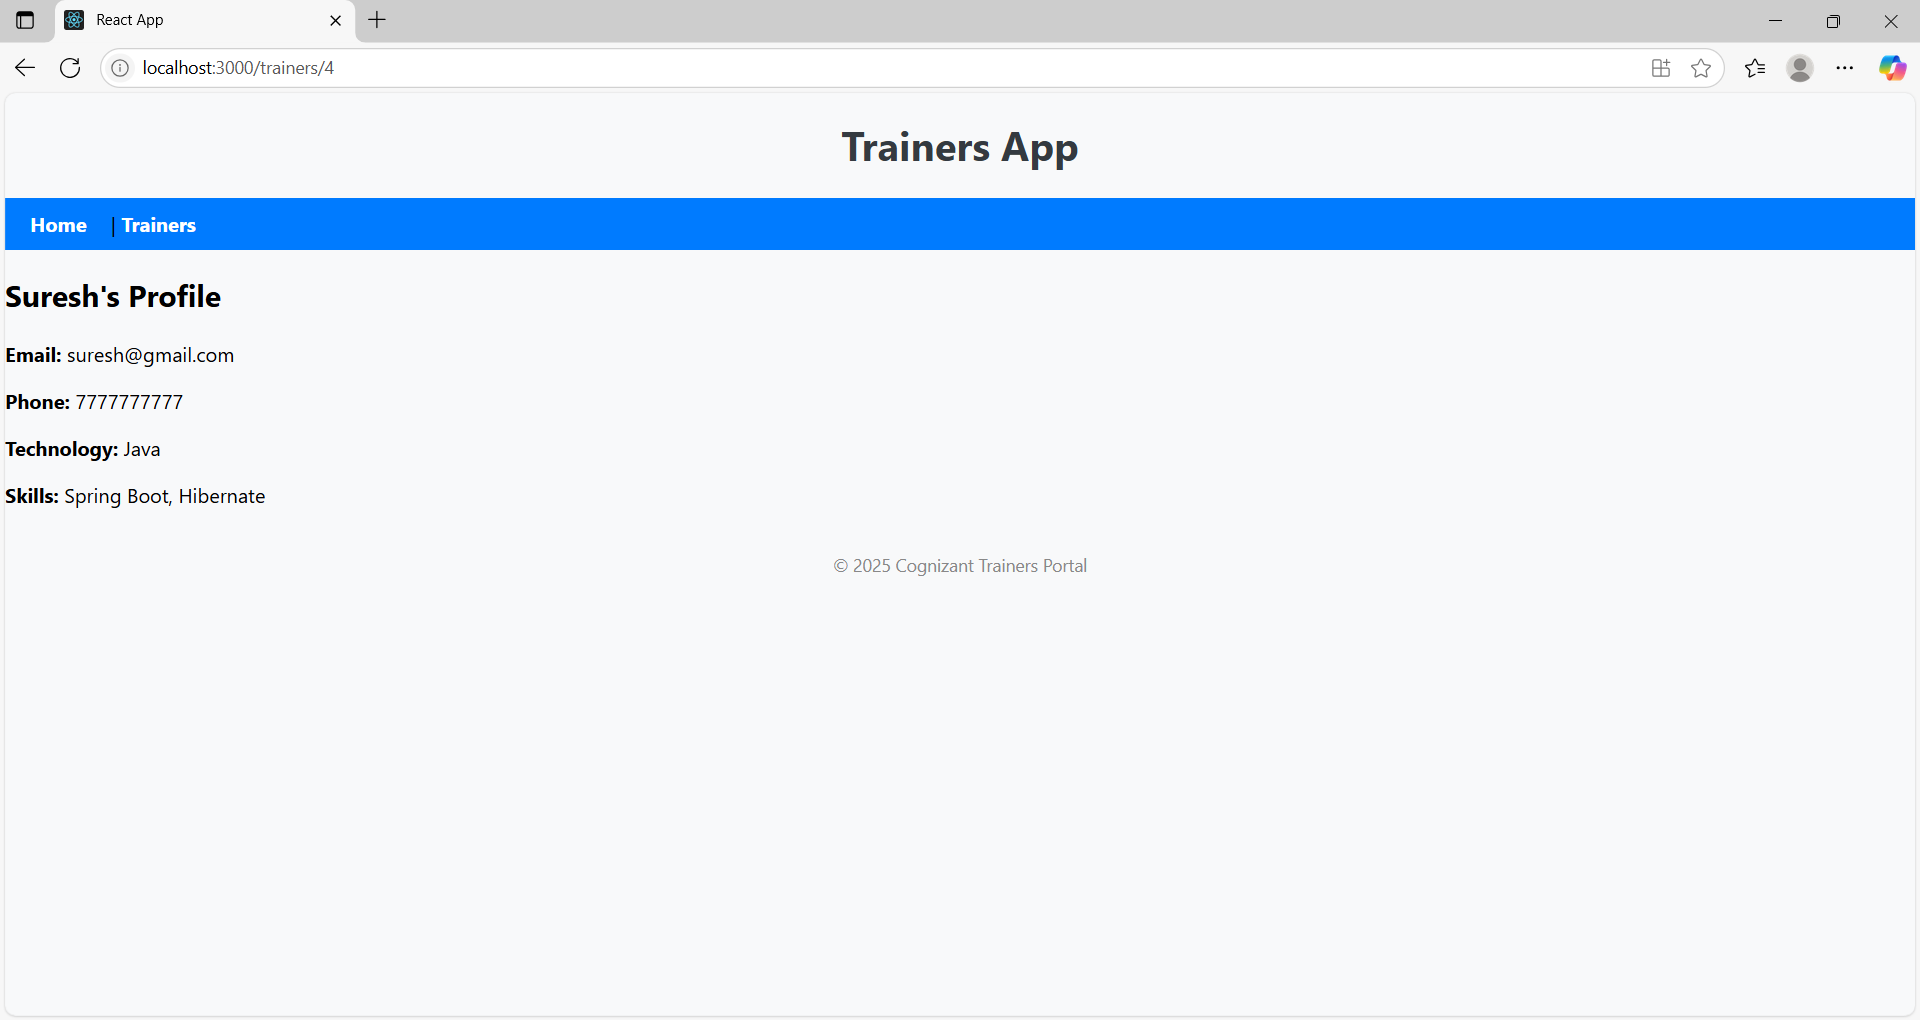 React App
localhost:3000/trainers/4
Trainers App
Home | Trainers
Suresh's Profile
Email: suresh@gmail.com
Phone: 7777777777
Technology: Java
Skills: Spring Boot, Hibernate
© 2025 Cognizant Trainers Portal